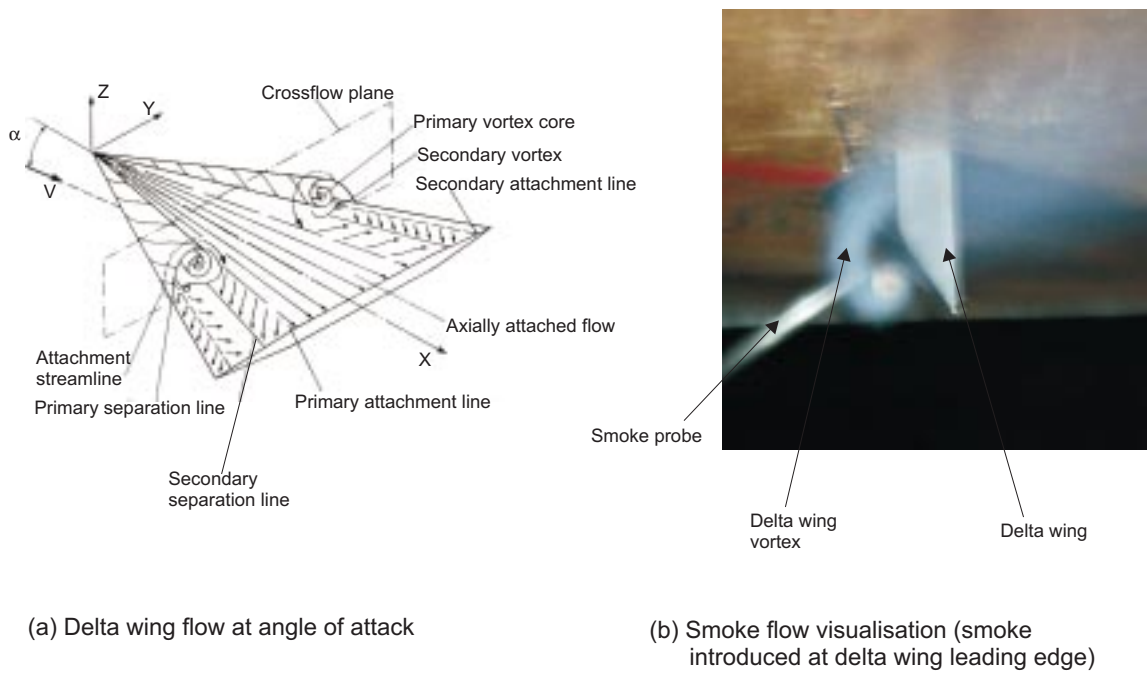 Z
Y
α
V
X
Crossflow plane
Primary vortex core
Secondary vortex
Secondary attachment line
Axially attached flow
Attachment
streamline
Primary separation line
Primary attachment line
Secondary
separation line
Smoke probe
Delta wing
vortex
Delta wing
(a) Delta wing flow at angle of attack
(b) Smoke flow visualisation (smoke
introduced at delta wing leading edge)